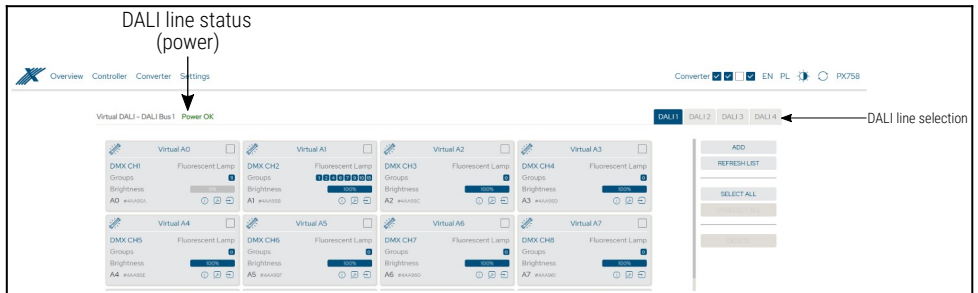 DALI line status
(power)
Overview Controller Converter Settings
Converter EN PL PX758
Virtual DALI - DALI Bus 1 Power OK
DALI 1 DALI 2 DALI 3 DALI 4
DALI line selection
Virtual A0 Virtual A1 Virtual A2 Virtual A3
ADD
DMX CH1 Fluorescent Lamp DMX CH2 Fluorescent Lamp DMX CH3 Fluorescent Lamp DMX CH4 Fluorescent Lamp
REFRESH LIST
Groups Groups Groups Groups
Brightness 0% Brightness 100% Brightness 100% Brightness 100%
SELECT ALL
A0 A1 A2 A3
Virtual A4 Virtual A5 Virtual A6 Virtual A7
DELETE
DMX CH5 Fluorescent Lamp DMX CH6 Fluorescent Lamp DMX CH7 Fluorescent Lamp DMX CH8 Fluorescent Lamp
Groups Groups Groups Groups
Brightness 100% Brightness 100% Brightness 100% Brightness 100%
A4 A5 A6 A7